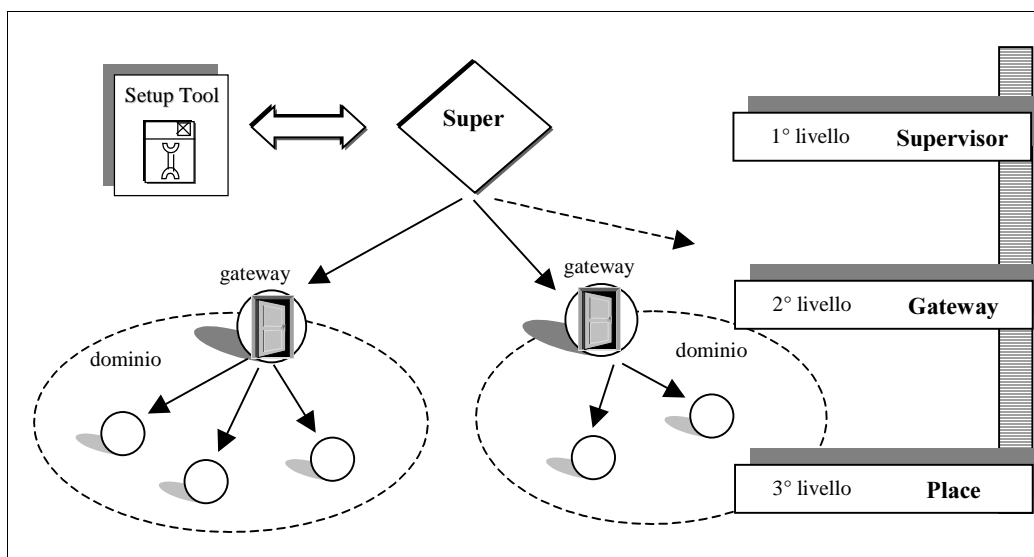 Setup Tool
Super
1° livello Supervisor
gateway
gateway
2° livello Gateway
dominio
dominio
3° livello Place